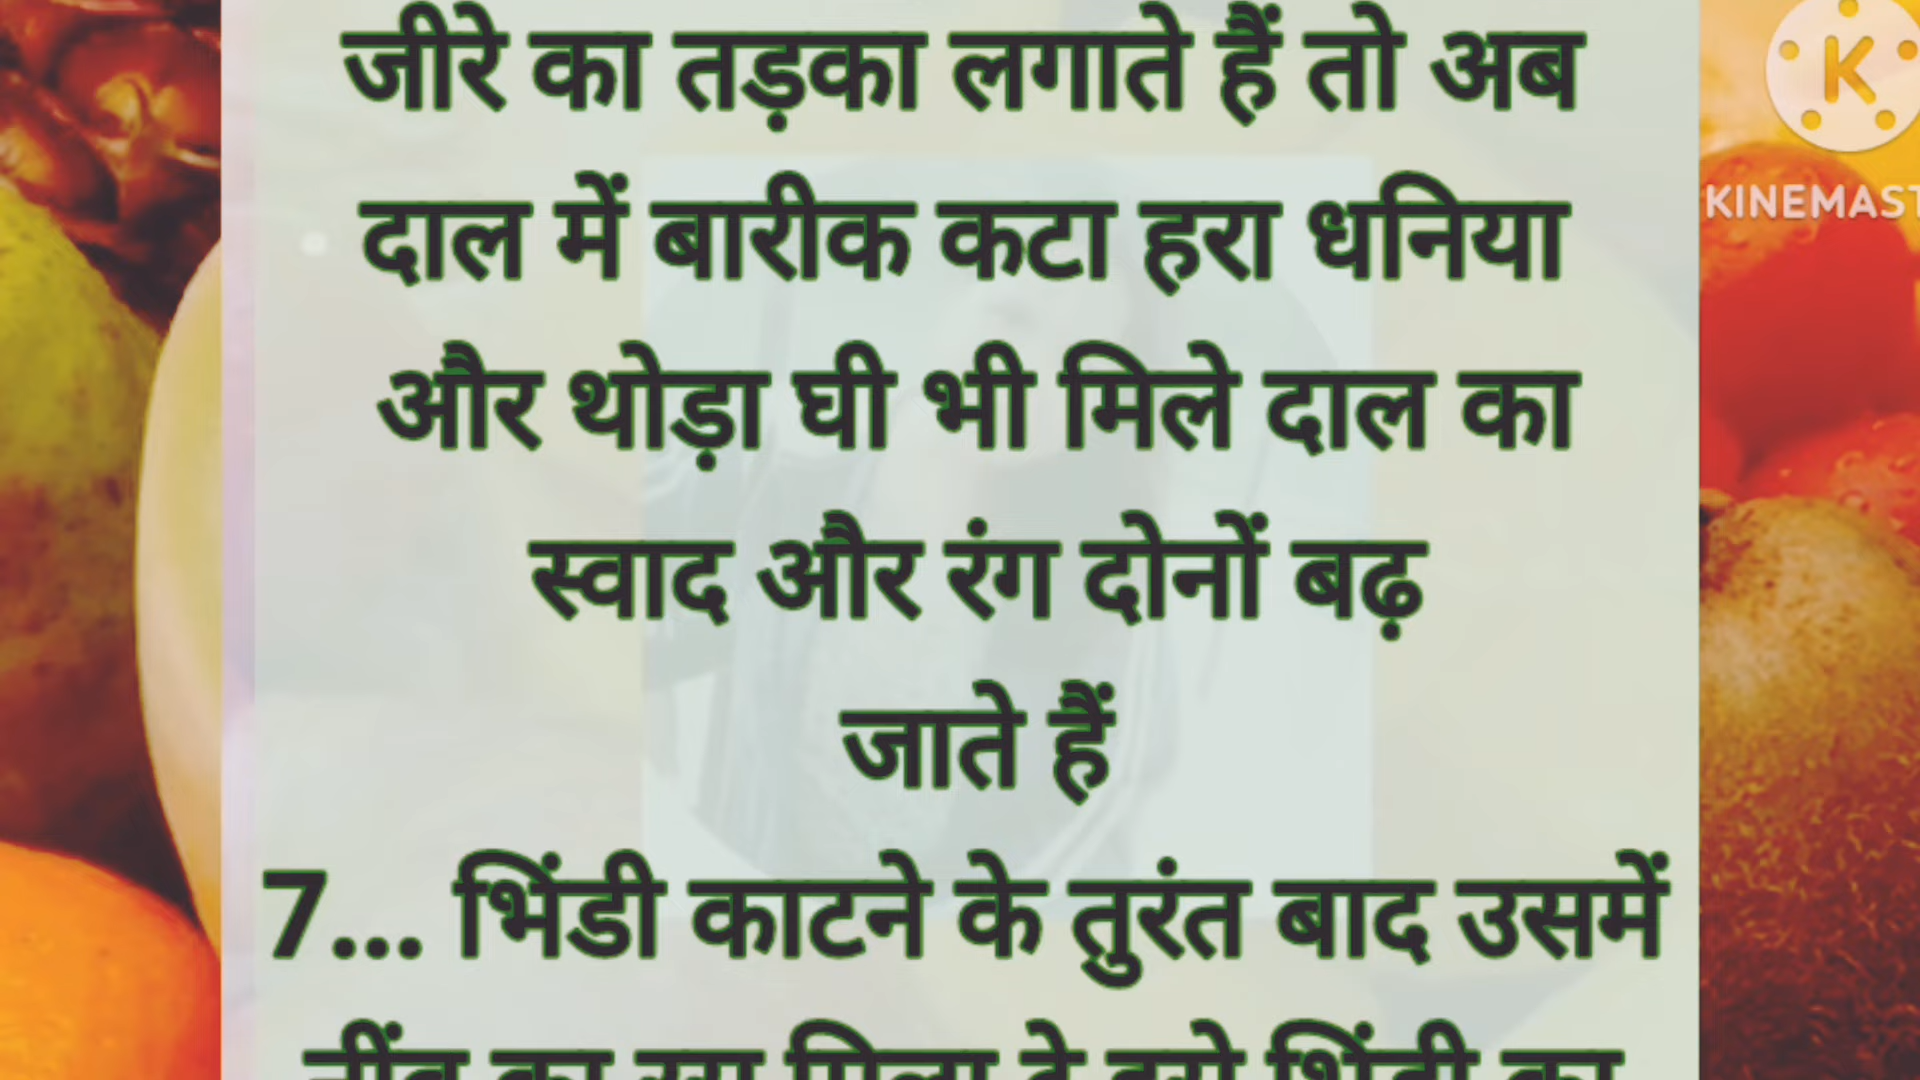 जीरे का तड़का लगाते हैं तो अब
दाल में बारीक कटा हरा धनिया
और थोड़ा घी भी मिले दाल का
स्वाद और रंग दोनों बढ़
जाते हैं
7... भिंडी काटने के तुरंत बाद उसमें
K
KINEMAST